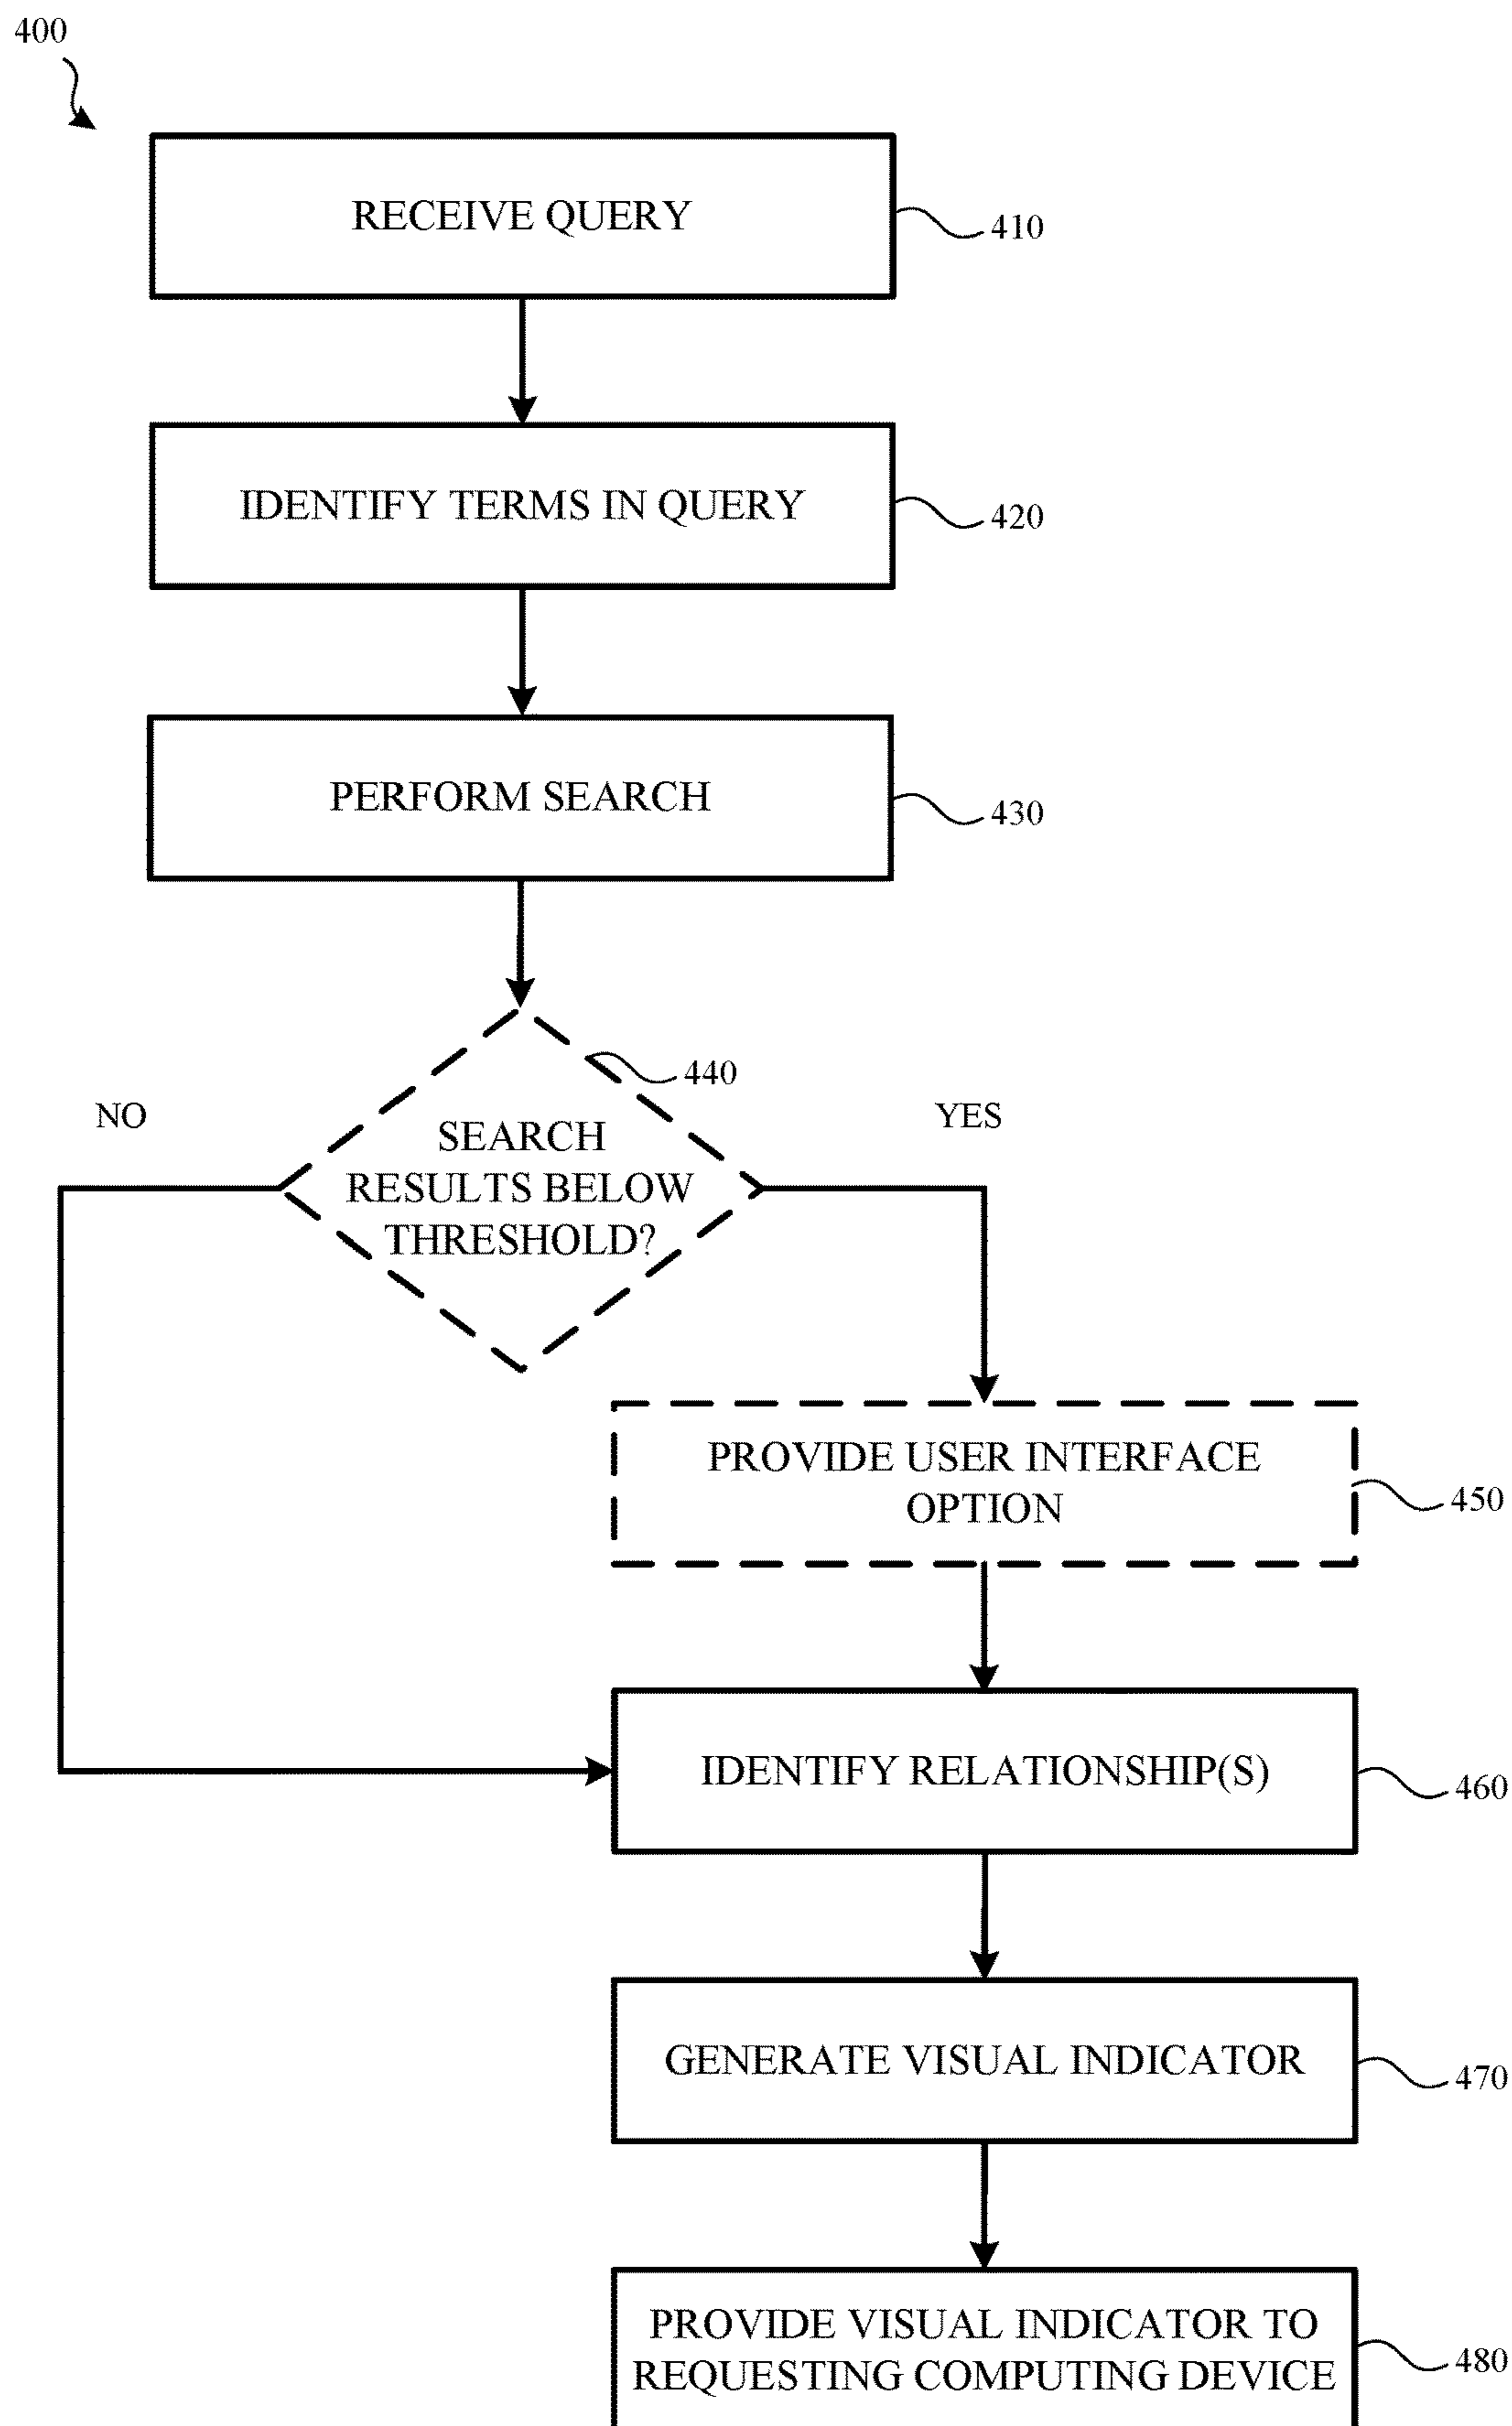 400
RECEIVE QUERY
410
IDENTIFY TERMS IN QUERY
420
PERFORM SEARCH
430
440
NO
YES
SEARCH
RESULTS BELOW
THRESHOLD?
PROVIDE USER INTERFACE
OPTION
450
IDENTIFY RELATIONSHIP(S)
460
GENERATE VISUAL INDICATOR
470
PROVIDE VISUAL INDICATOR TO
REQUESTING COMPUTING DEVICE
480